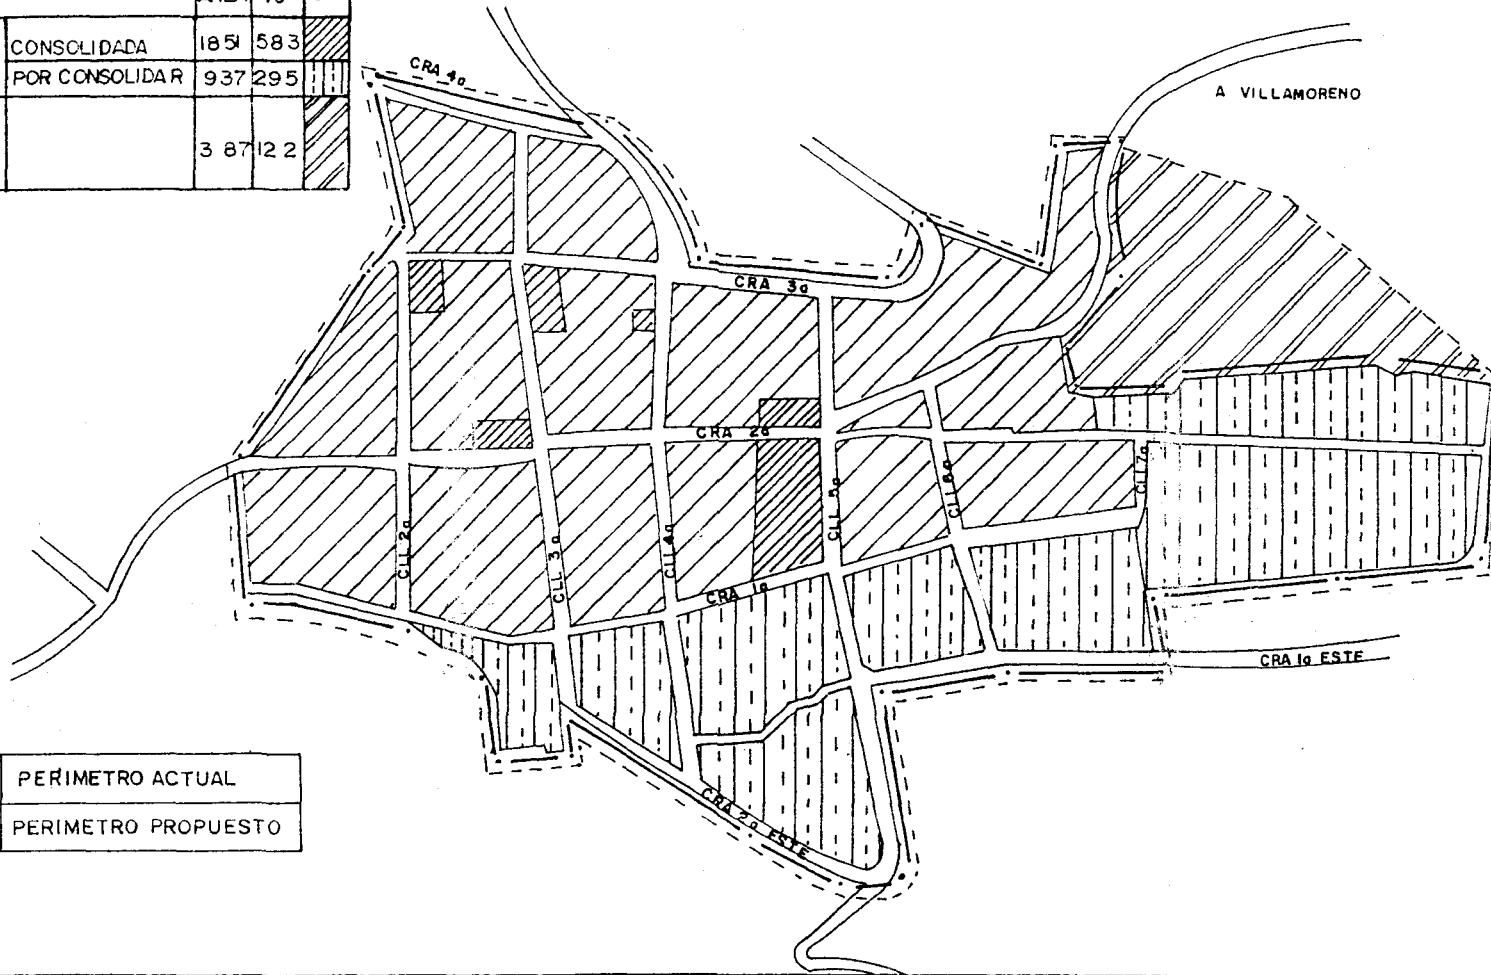 CONSOLIDADA 1851 583
POR CONSOLIDAR 937 295
3 87 12 2
CRA 4a
A VILLAMORENO
CRA 3a
CRA 2a
CLL 2a
CLL 3a
CLL 4a
CLL 5a
CLL 6a
CLL 7a
CRA 1a
CRA 1a ESTE
CRA 2a ESTE
PERIMETRO ACTUAL
PERIMETRO PROPUESTO